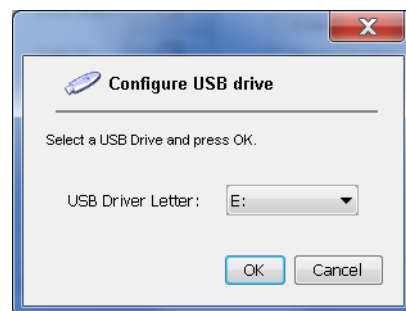 Configure USB drive
Select a USB Drive and press OK.
USB Driver Letter: E:
OK Cancel